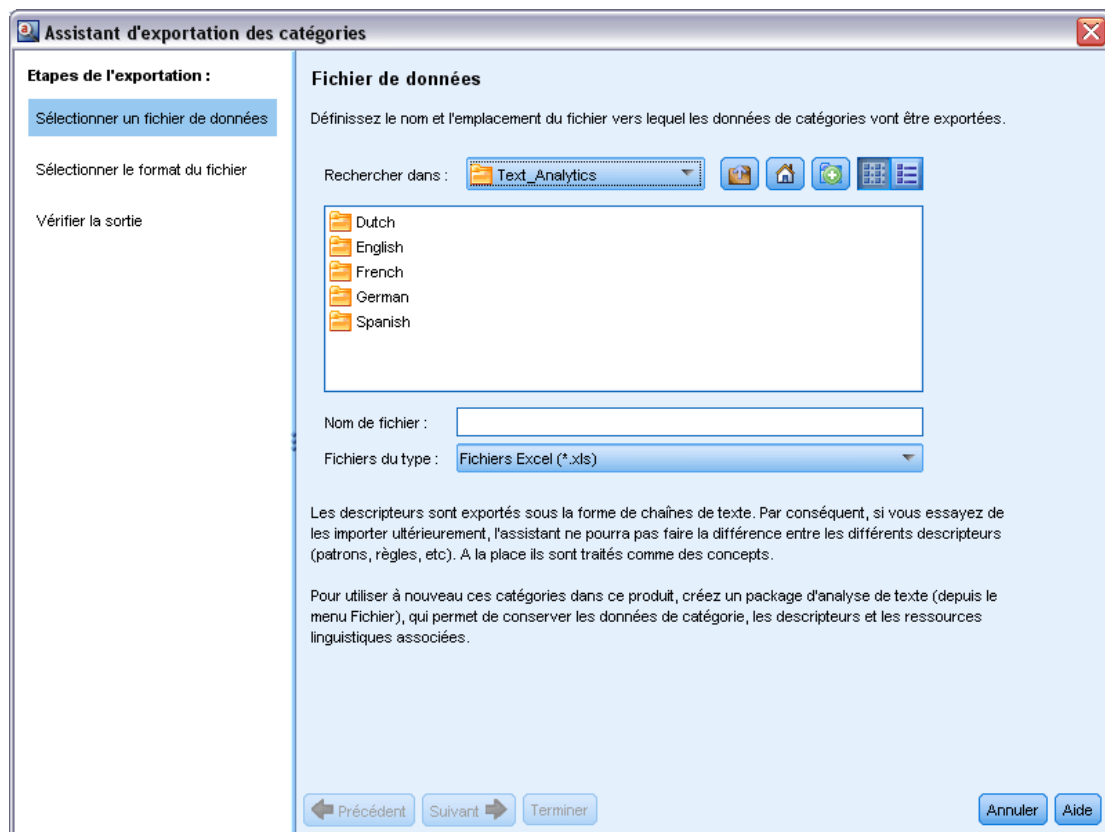 Assistant d'exportation des catégories
Etapes de l'exportation :
Sélectionner un fichier de données
Sélectionner le format du fichier
Vérifier la sortie
Fichier de données
Définissez le nom et l'emplacement du fichier vers lequel les données de catégories vont être exportées.
Rechercher dans :
Text_Analytics
Dutch
English
French
German
Spanish
Nom de fichier :
Fichiers du type :
Fichiers Excel (*.xls)
Les descripteurs sont exportés sous la forme de chaînes de texte. Par conséquent, si vous essayez de
les importer ultérieurement, l'assistant ne pourra pas faire la différence entre les différents descripteurs
(patrons, règles, etc). A la place ils sont traités comme des concepts.
Pour utiliser à nouveau ces catégories dans ce produit, créez un package d'analyse de texte (depuis le
menu Fichier), qui permet de conserver les données de catégorie, les descripteurs et les ressources
linguistiques associées.
Précédent
Suivant
Terminer
Annuler
Aide